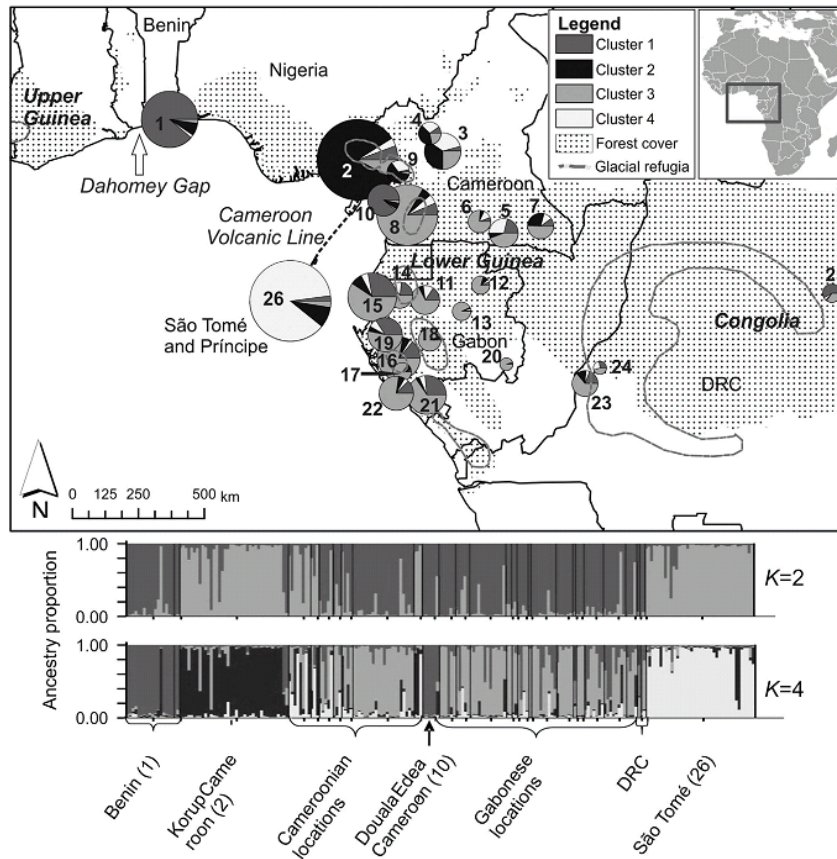 Benin
Nigeria
Upper
Guinea
1
Dahomey Gap
Cameroon
Volcanic Line
2
4
3
9
Cameroon
10
8
6
5
7
Lower Guinea
14
11
12
15
13
26
São Tomé
and Príncipe
19
18
16
Gabon
20
17
22
21
24
23
2
Congolia
DRC
Legend
Cluster 1
Cluster 2
Cluster 3
Cluster 4
Forest cover
Glacial refugia
N
0 125 250 500 km
Ancestry proportion
1.00
0.00
K=2
1.00
0.00
K=4
Benin (1)
Korup Came
roon (2)
Cameroonian
locations
Douala Edea
Cameroen (10)
Gabonese
locations
DRC
São Tomé (26)